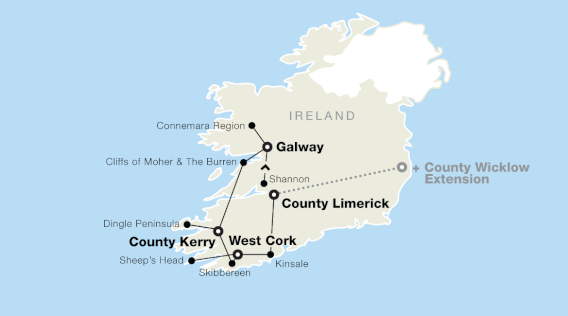 IRELAND
Connemara Region
Galway
Cliffs of Moher & The Burren
+ County Wicklow
Extension
Shannon
County Limerick
Dingle Peninsula
County Kerry
West Cork
Sheep's Head
Kinsale
Skibbereen